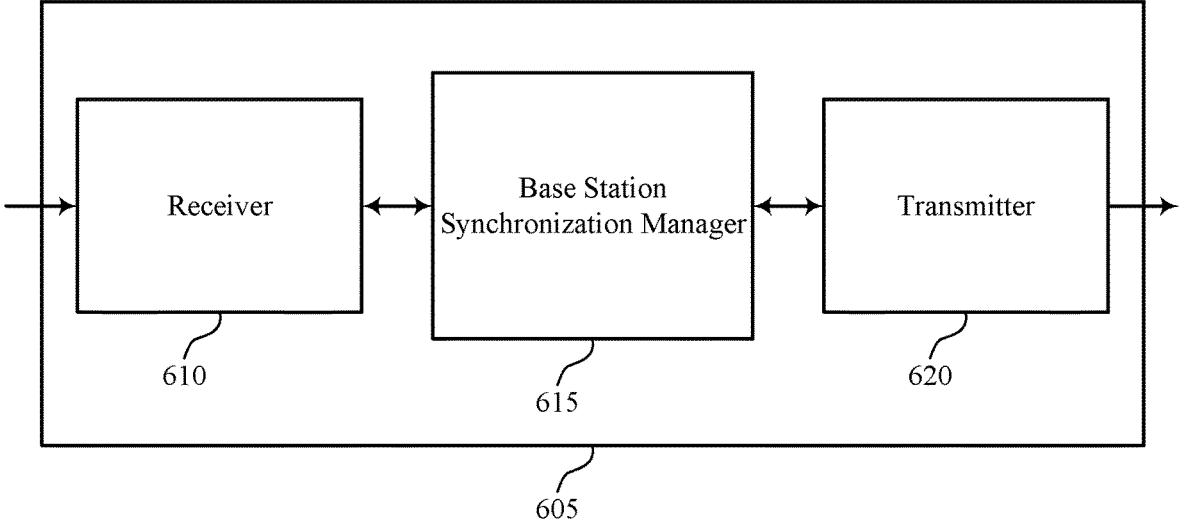 Receiver
Base Station
Synchronization Manager
Transmitter
610
615
620
605